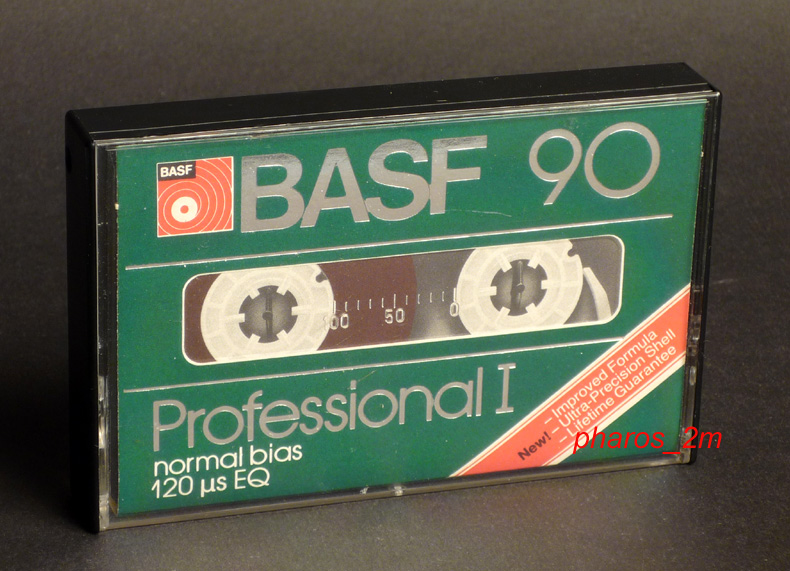 BASF
BASF 90
100 50 0
Professional I
normal bias
120 µs EQ
New! – Improved Formula
– Ultra-Precision Shell
– Lifetime Guarantee
pharos_2m